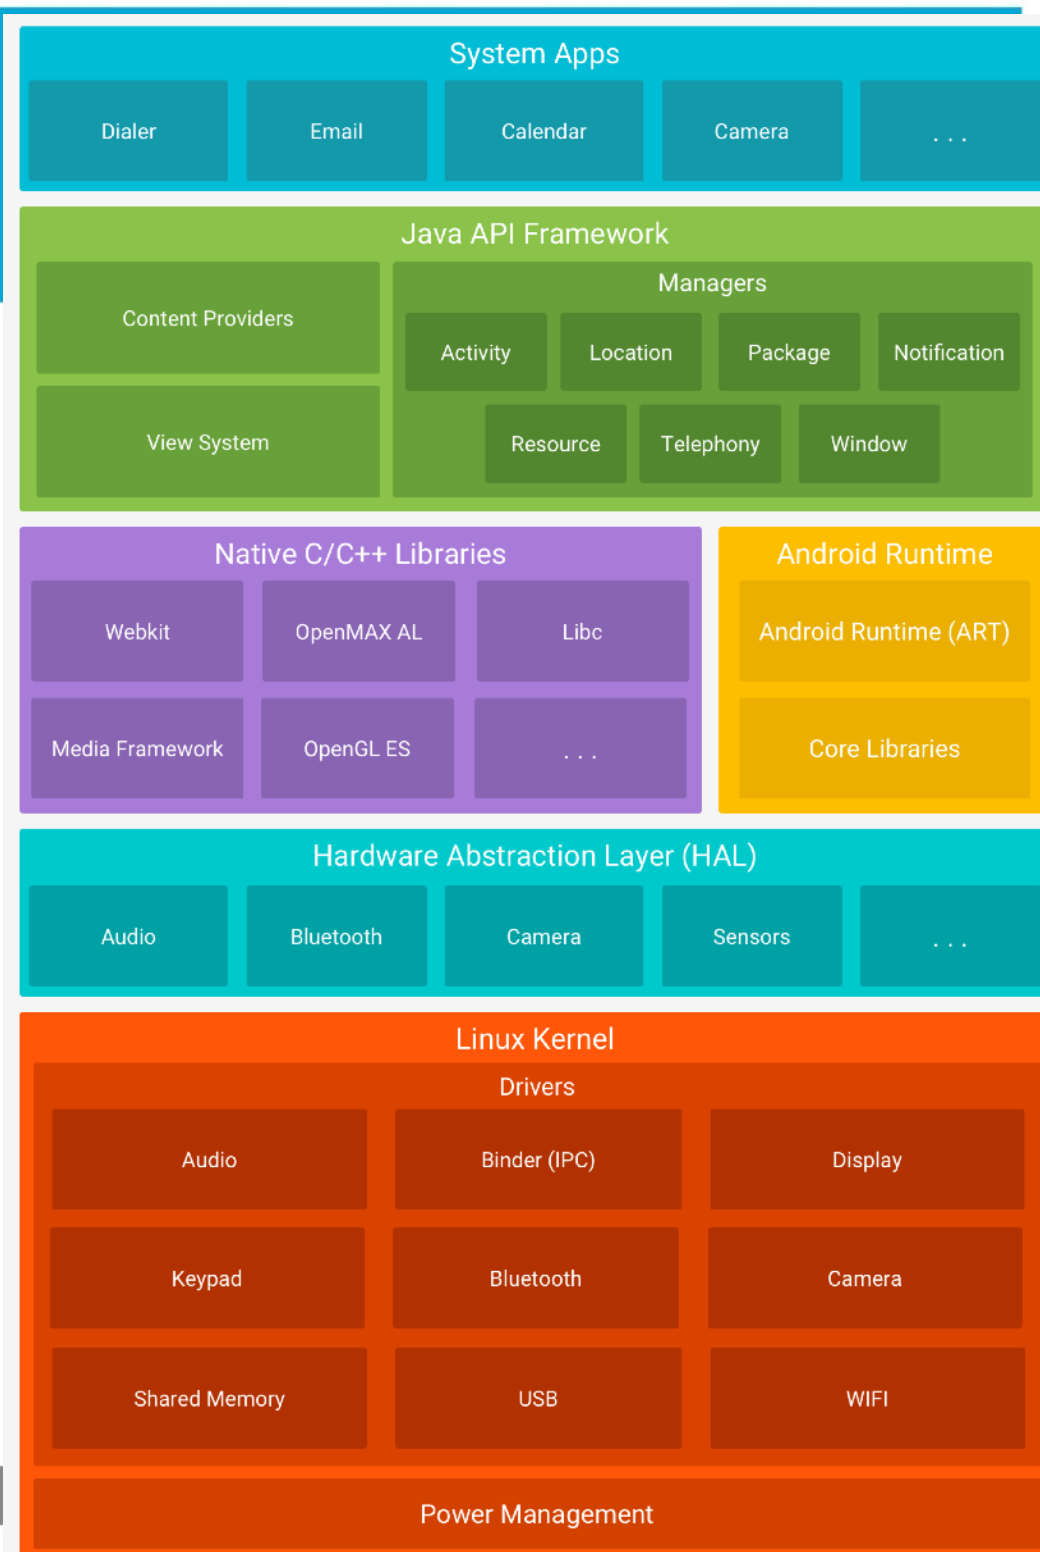 System Apps
Dialer
Email
Calendar
Camera
. . .
Java API Framework
Content Providers
View System
Managers
Activity
Location
Package
Notification
Resource
Telephony
Window
Native C/C++ Libraries
Webkit
OpenMAX AL
Libc
Media Framework
OpenGL ES
. . .
Android Runtime
Android Runtime (ART)
Core Libraries
Hardware Abstraction Layer (HAL)
Audio
Bluetooth
Camera
Sensors
. . .
Linux Kernel
Drivers
Audio
Binder (IPC)
Display
Keypad
Bluetooth
Camera
Shared Memory
USB
WIFI
Power Management